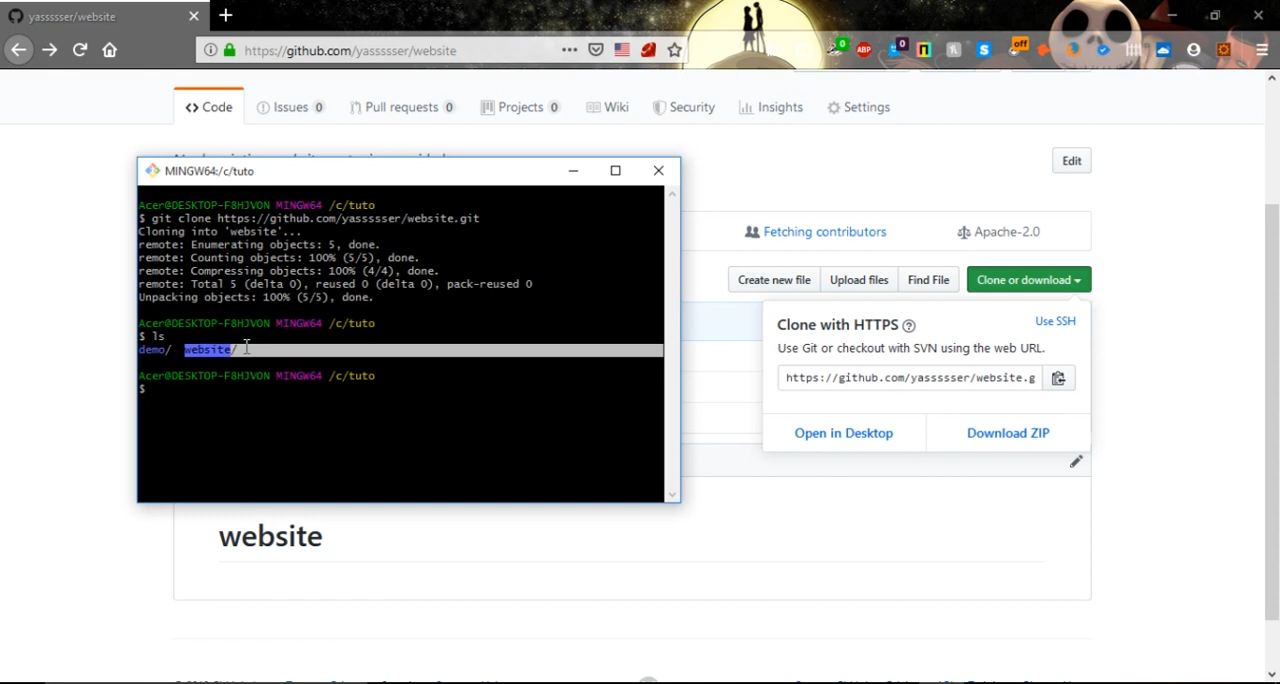 yassssser/website
https://github.com/yassssser/website
0
ABP
0
off
Code
Issues 0
Pull requests 0
Projects 0
Wiki
Security
Insights
Settings
Edit
MINGW64:/c/tuto
Acer@DESKTOP-F8HJVON MINGW64 /c/tuto
$ git clone https://github.com/yassssser/website.git
Cloning into 'website'...
remote: Enumerating objects: 5, done.
remote: Counting objects: 100% (5/5), done.
remote: Compressing objects: 100% (4/4), done.
remote: Total 5 (delta 0), reused 0 (delta 0), pack-reused 0
Unpacking objects: 100% (5/5), done.
Acer@DESKTOP-F8HJVON MINGW64 /c/tuto
$ ls
demo/ website/
Acer@DESKTOP-F8HJVON MINGW64 /c/tuto
$
Fetching contributors
Apache-2.0
Create new file
Upload files
Find File
Clone or download
Clone with HTTPS
Use SSH
Use Git or checkout with SVN using the web URL.
https://github.com/yassssser/website.g
Open in Desktop
Download ZIP
website